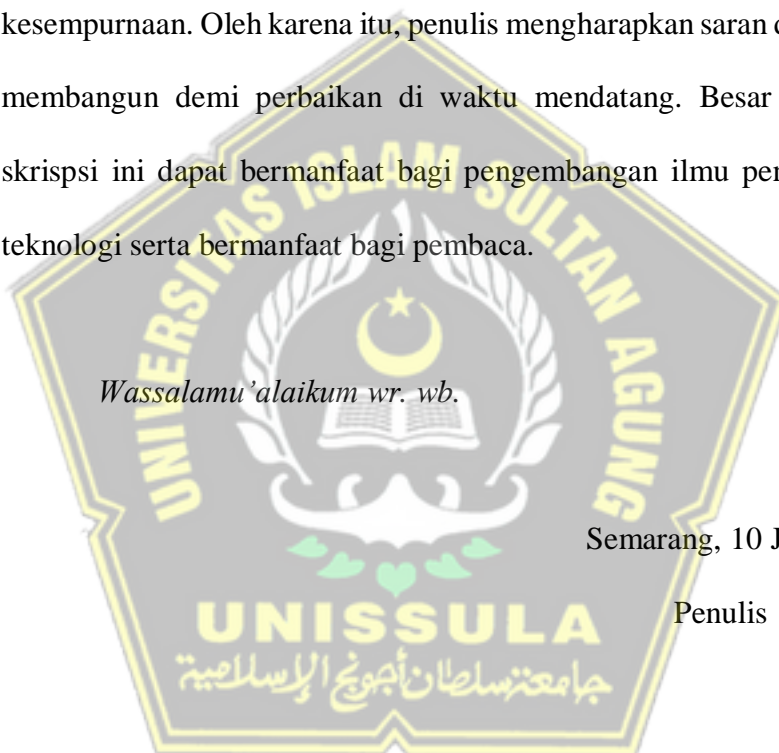 kesempurnaan. Oleh karena itu, penulis mengharapkan saran
membangun demi perbaikan di waktu mendatang. Besar
skrispsi ini dapat bermanfaat bagi pengembangan ilmu
teknologi serta bermanfaat bagi pembaca.
UNIVERSITAS ISLAM SULTAN AGUNG
Wassalamu’alaikum wr. wb.
Semarang, 10
Penulis
UNISSULA
جامعة سلطان أجونج الإسلامية